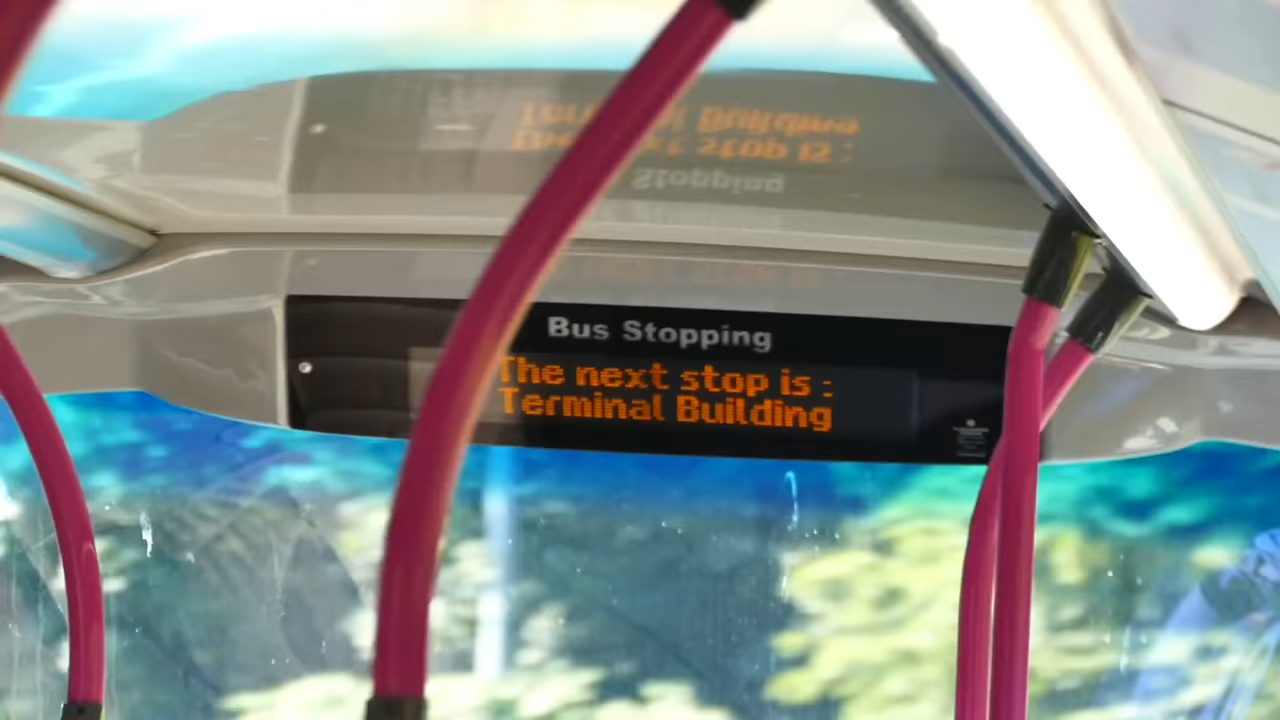 Bus Stopping
The next stop is :
Terminal Building